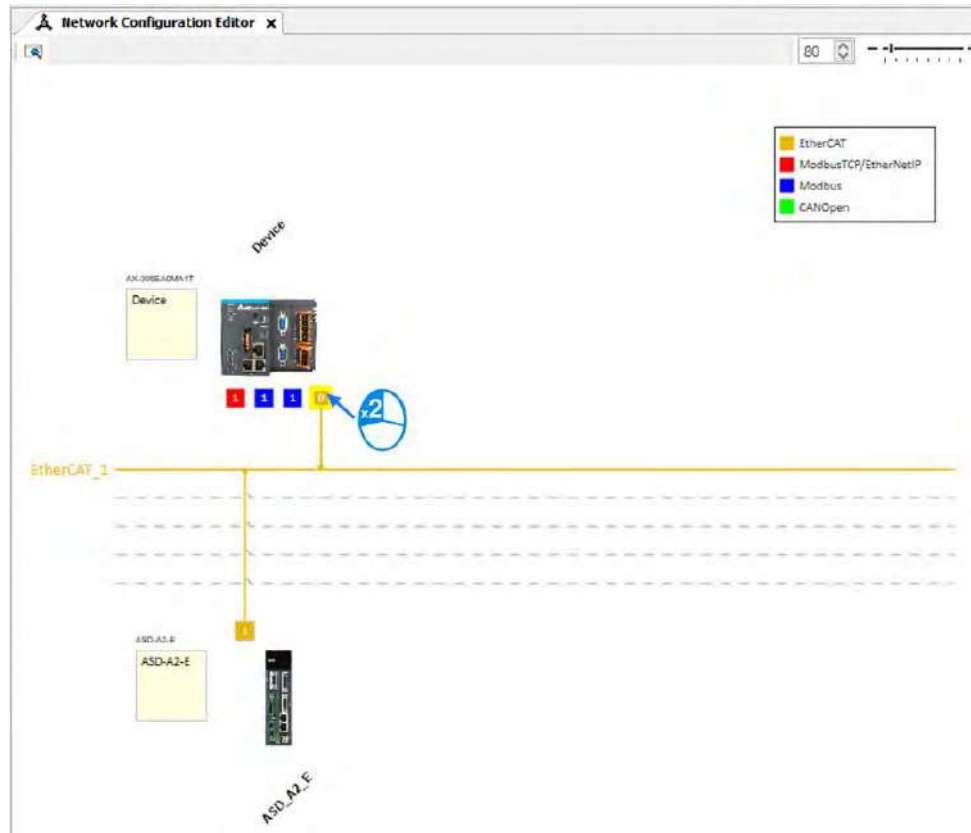 Network Configuration Editor x
80
EtherCAT
ModbusTCP/EtherNetIP
Modbus
CANOpen
Device
Device
1 1 1
x2
EtherCAT_1
1
ASD-A2-E
ASD-A2-E
ASD_A2_E